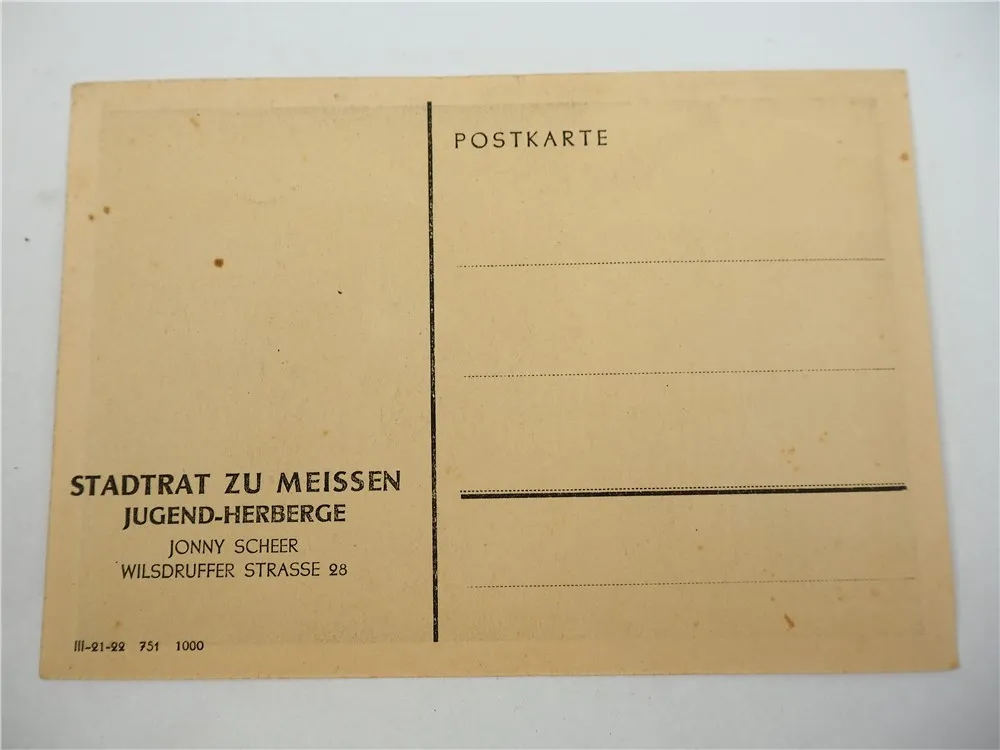 POSTKARTE
STADTRAT ZU MEISSEN
JUGEND-HERBERGE
JONNY SCHEER
WILSDRUFFER STRASSE 28
III-21-22 751 1000